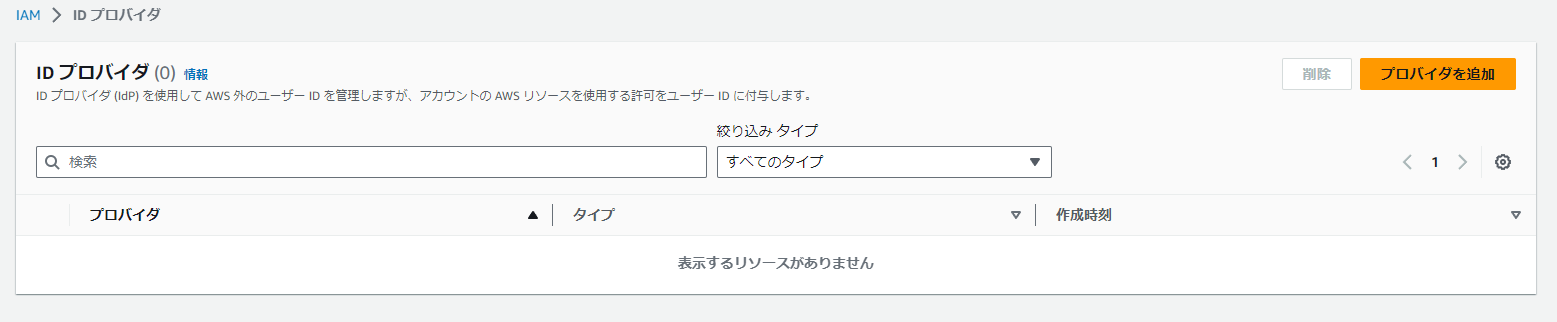 IAM > ID プロバイダ
ID プロバイダ (0) 情報
削除
プロバイダを追加
ID プロバイダ (IdP) を使用して AWS 外のユーザー ID を管理しますが、アカウントの AWS リソースを使用する許可をユーザー ID に付与します。
絞り込み タイプ
検索
すべてのタイプ
1
プロバイダ タイプ 作成時刻
表示するリソースがありません